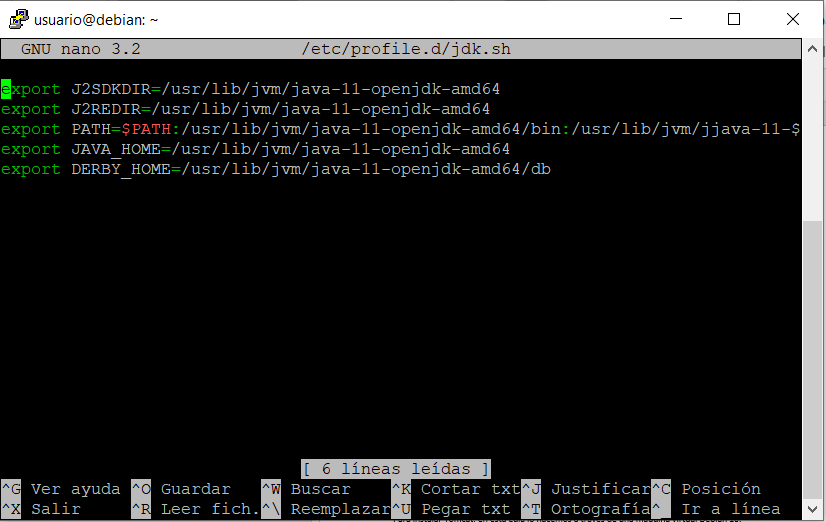 usuario@debian: ~
GNU nano 3.2 /etc/profile.d/jdk.sh
export J2SDKDIR=/usr/lib/jvm/java-11-openjdk-amd64
export J2REDIR=/usr/lib/jvm/java-11-openjdk-amd64
export PATH=$PATH:/usr/lib/jvm/java-11-openjdk-amd64/bin:/usr/lib/jvm/jjava-11-$
export JAVA_HOME=/usr/lib/jvm/java-11-openjdk-amd64
export DERBY_HOME=/usr/lib/jvm/java-11-openjdk-amd64/db
[ 6 líneas leídas ]
^G Ver ayuda ^O Guardar ^W Buscar ^K Cortar txt ^J Justificar ^C Posición
^X Salir ^R Leer fich. ^\ Reemplazar ^U Pegar txt ^T Ortografía ^ Ir a línea